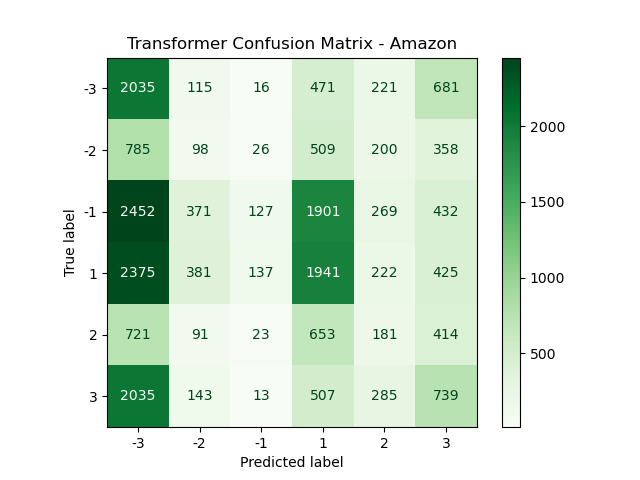 Transformer Confusion Matrix - Amazon
-3 2035 115 16 471 221 681
-2 785 98 26 509 200 358
-1 2452 371 127 1901 269 432
1 2375 381 137 1941 222 425
2 721 91 23 653 181 414
3 2035 143 13 507 285 739
-3 -2 -1 1 2 3
Predicted label
True label
2000
1500
1000
500